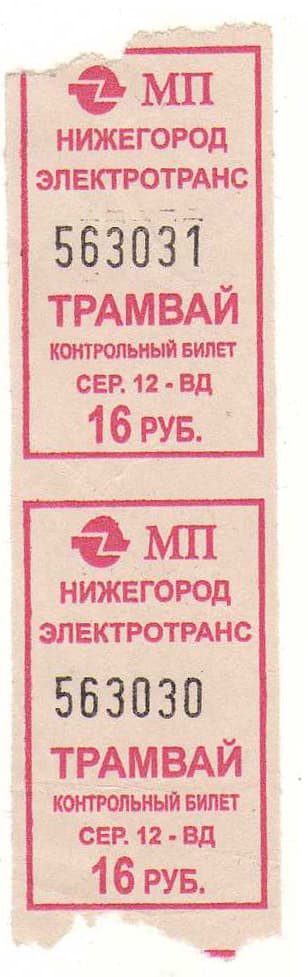 МП
НИЖЕГОРОД
ЭЛЕКТРОТРАНС
563031
ТРАМВАЙ
КОНТРОЛЬНЫЙ БИЛЕТ
СЕР. 12 - ВД
16 РУБ.
МП
НИЖЕГОРОД
ЭЛЕКТРОТРАНС
563030
ТРАМВАЙ
КОНТРОЛЬНЫЙ БИЛЕТ
СЕР. 12 - ВД
16 РУБ.